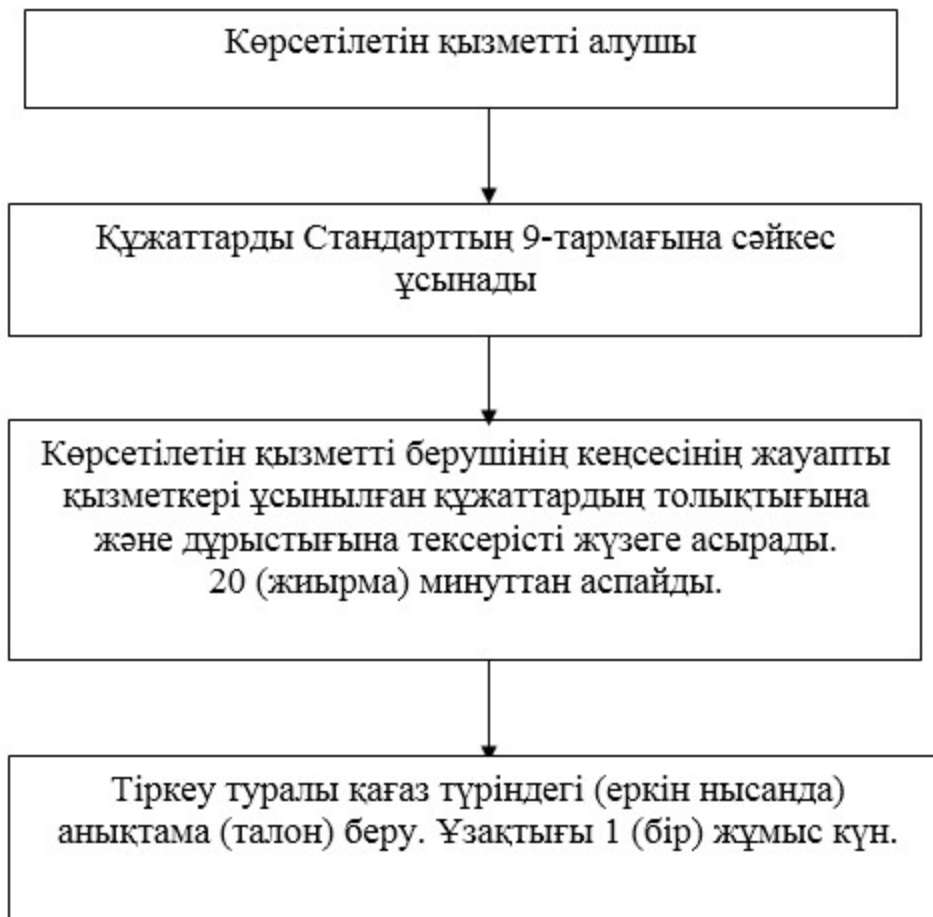 Көрсетілетін қызметті алушы
Құжаттарды Стандарттың 9-тармағына сәйкес
ұсынады
Көрсетілетін қызметті берушінің кеңсесінің жауапты
қызметкері ұсынылған құжаттардың толықтығына
және дұрыстығына тексерісті жүзеге асырады.
20 (жиырма) минуттан аспайды.
Тіркеу туралы қағаз түріндегі (еркін нысанда)
анықтама (талон) беру. Ұзақтығы 1 (бір) жұмыс күн.